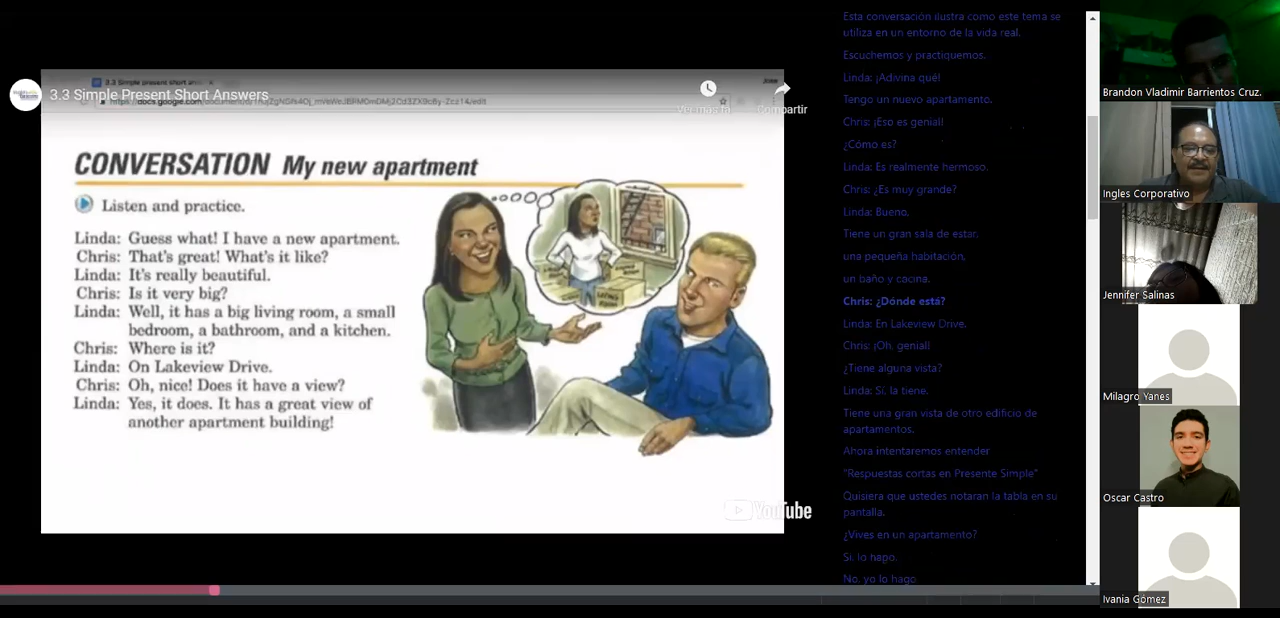 3.3 Simple Present Short Answers
Ver más ta
Compartir
CONVERSATION My new apartment
Listen and practice.
Linda: Guess what! I have a new apartment.
Chris: That's great! What's it like?
Linda: It's really beautiful.
Chris: Is it very big?
Linda: Well, it has a big living room, a small
bedroom, a bathroom, and a kitchen.
Chris: Where is it?
Linda: On Lakeview Drive.
Chris: Oh, nice! Does it have a view?
Linda: Yes, it does. It has a great view of
another apartment building!
YouTube
Esta conversación ilustra como este tema se
utiliza en un entorno de la vida real.
Escuchemos y practiquemos.
Linda: ¡Adivina qué!
Tengo un nuevo apartamento.
Chris: ¡Eso es genial!
¿Cómo es?
Linda: Es realmente hermoso.
Chris: ¿Es muy grande?
Linda: Bueno,
Tiene un gran sala de estar,
una pequeña habitación,
un baño y cocina.
Chris: ¿Dónde está?
Linda: En Lakeview Drive.
Chris: ¡Oh, genial!
¿Tiene alguna vista?
Linda: Sí, la tiene.
Tiene una gran vista de otro edificio de
apartamentos.
Ahora intentaremos entender
"Respuestas cortas en Presente Simple"
Quisiera que ustedes notaran la tabla en su
pantalla.
¿Vives en un apartamento?
Si, lo hago.
No, yo lo hago
Brandon Vladimir Barrientos Cruz.
Ingles Corporativo
Jennifer Salinas
Milagro Yanes
Oscar Castro
Ivania Gómez